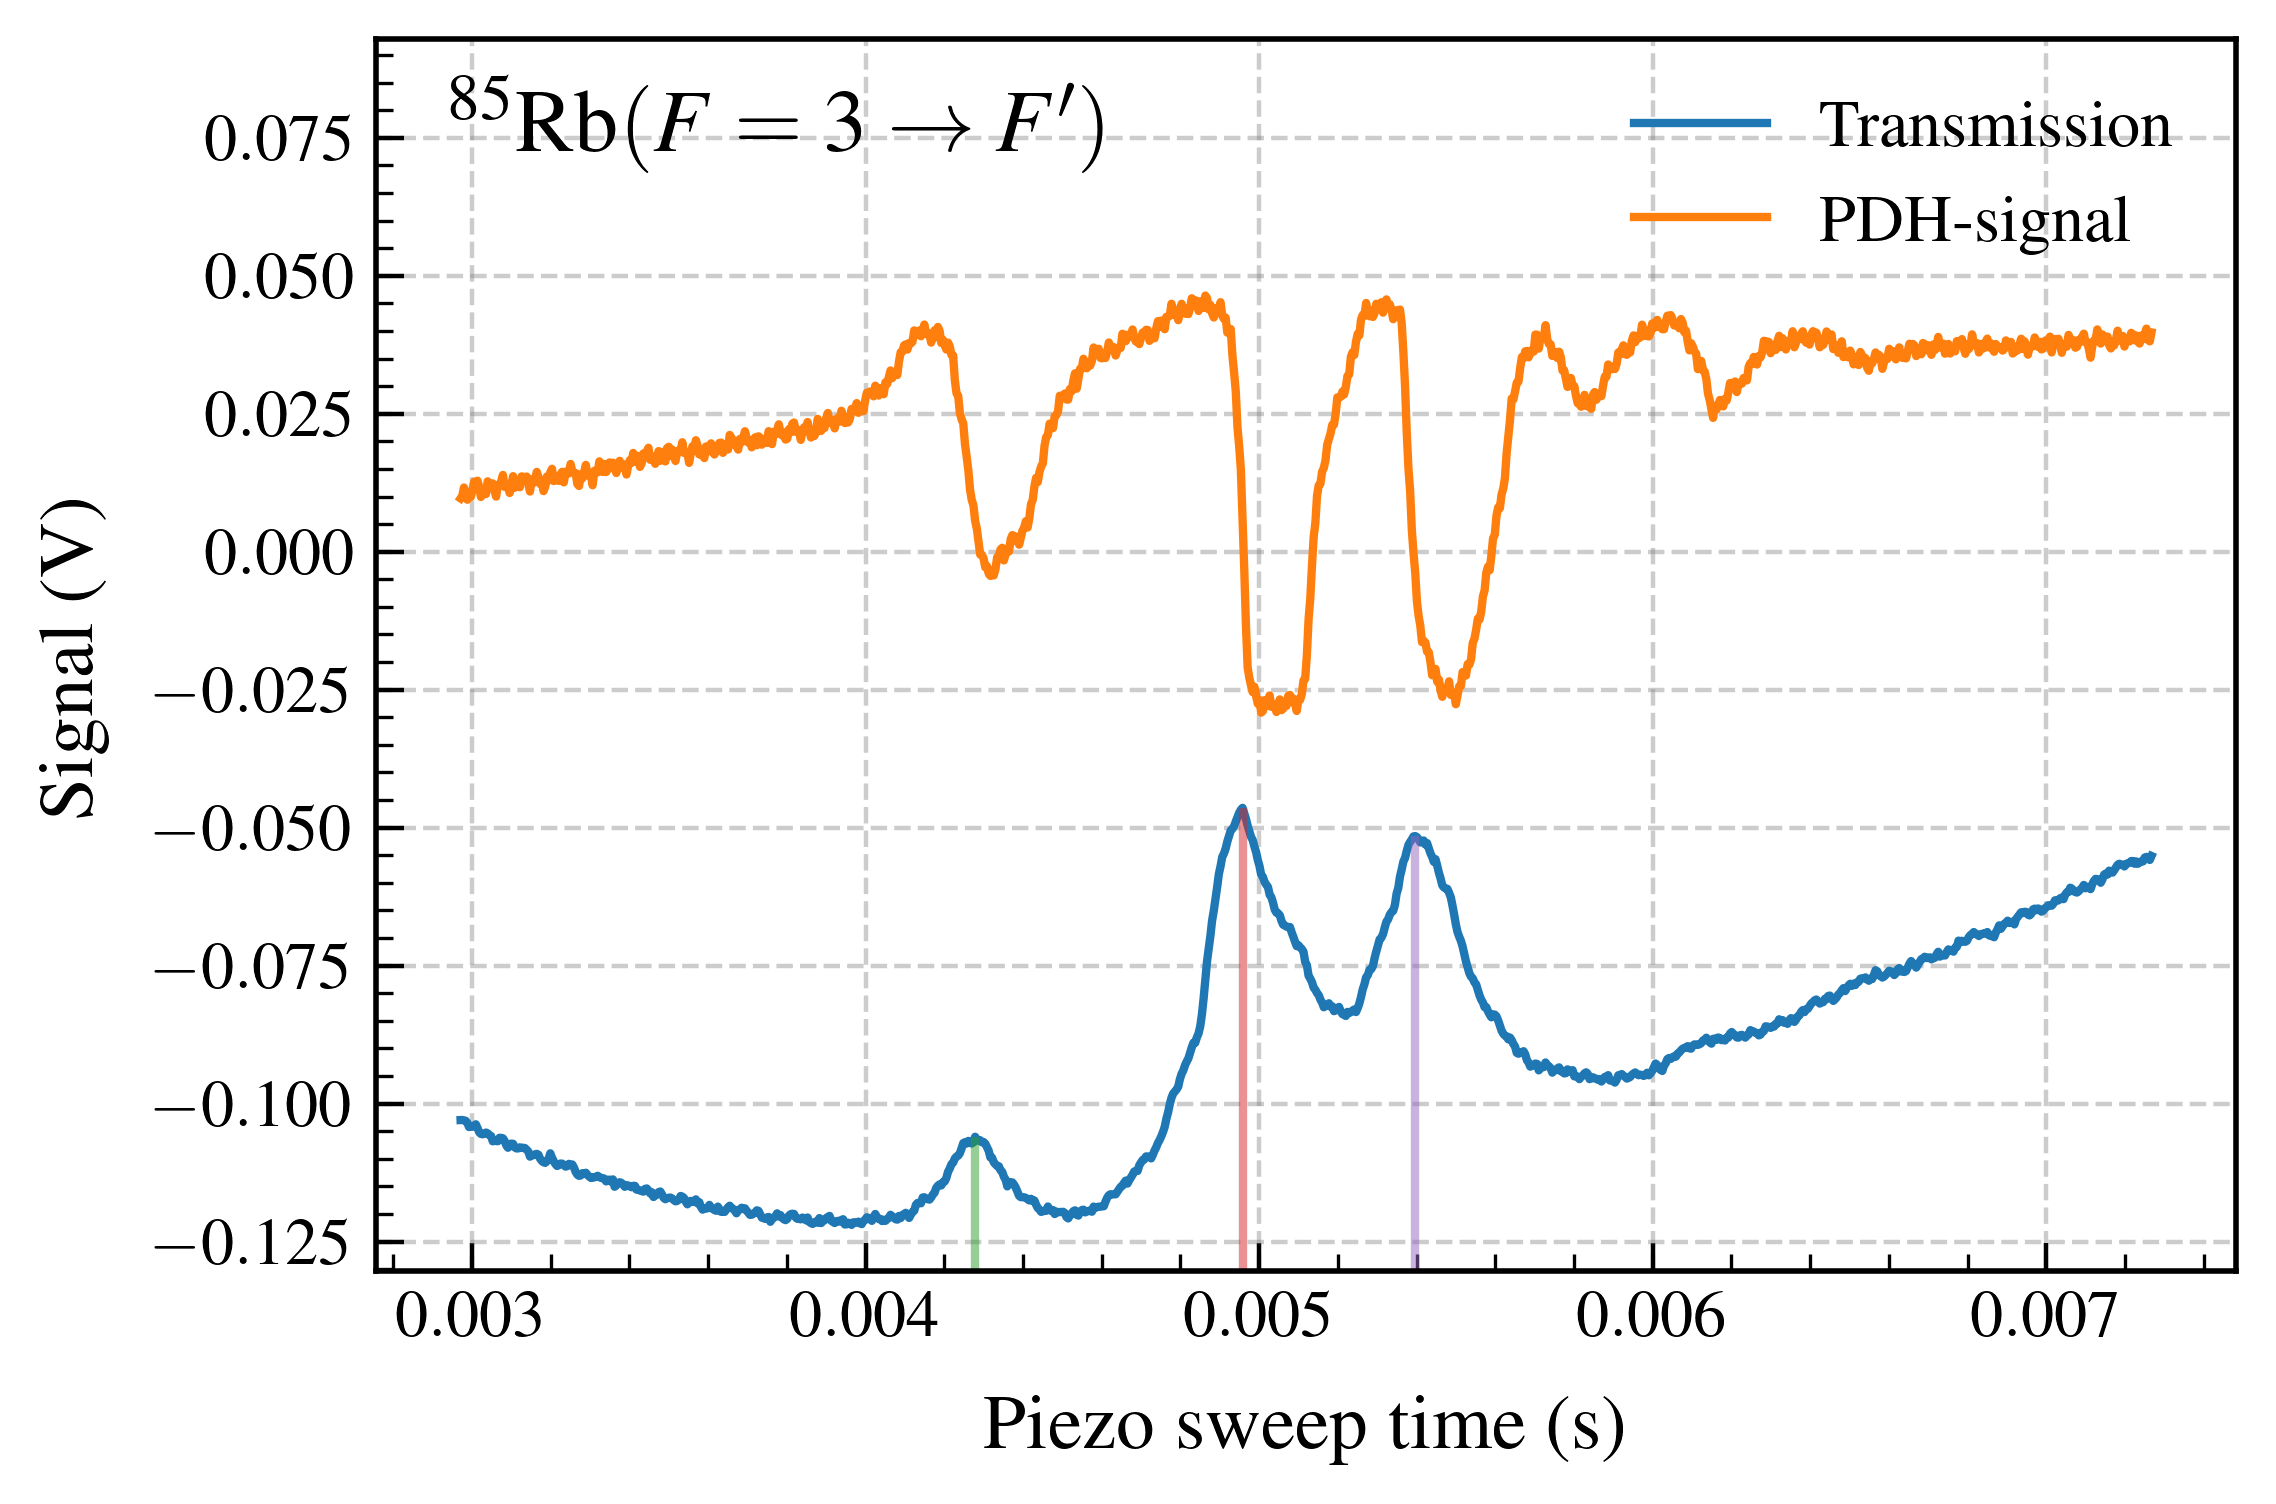 ⁸⁵Rb(F = 3 → F′)
Transmission
PDH-signal
0.075
0.050
0.025
0.000
−0.025
−0.050
−0.075
−0.100
−0.125
Signal (V)
0.003 0.004 0.005 0.006 0.007
Piezo sweep time (s)